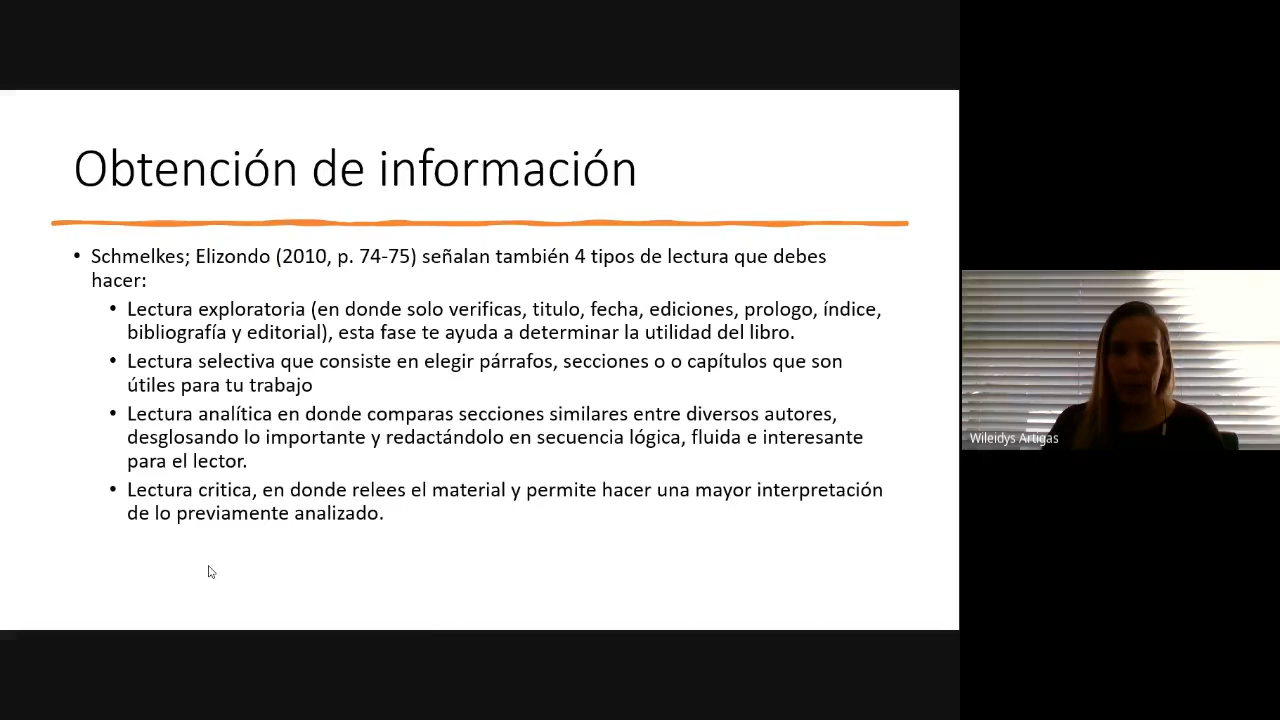 Obtención de información
• Schmelkes; Elizondo (2010, p. 74-75) señalan también 4 tipos de lectura que debes
hacer:
• Lectura exploratoria (en donde solo verificas, titulo, fecha, ediciones, prologo, índice,
bibliografía y editorial), esta fase te ayuda a determinar la utilidad del libro.
• Lectura selectiva que consiste en elegir párrafos, secciones o o capítulos que son
útiles para tu trabajo
• Lectura analítica en donde comparas secciones similares entre diversos autores,
desglosando lo importante y redactándolo en secuencia lógica, fluida e interesante
para el lector.
• Lectura critica, en donde relees el material y permite hacer una mayor interpretación
de lo previamente analizado.
Wileidys Artigas